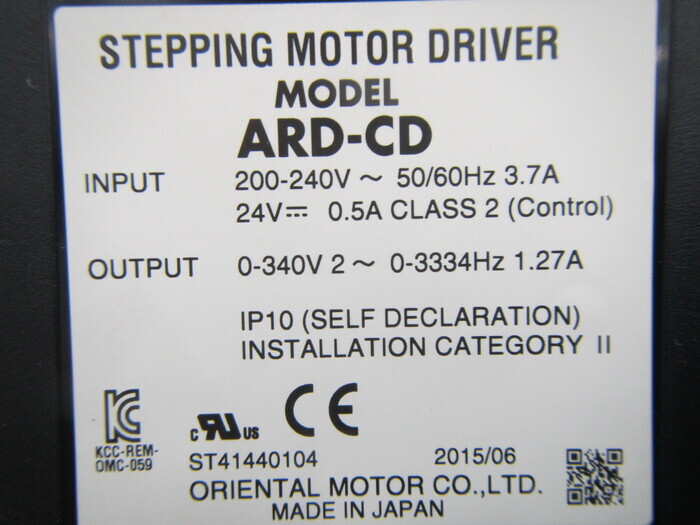 STEPPING MOTOR DRIVER
MODEL
ARD-CD
INPUT 200-240V ~ 50/60Hz 3.7A
24V⎓ 0.5A CLASS 2 (Control)
OUTPUT 0-340V 2~ 0-3334Hz 1.27A
IP10 (SELF DECLARATION)
INSTALLATION CATEGORY II
KC
KCC-REM-
OMC-059
c RU US
CE
ST41440104 2015/06
ORIENTAL MOTOR CO.,LTD.
MADE IN JAPAN